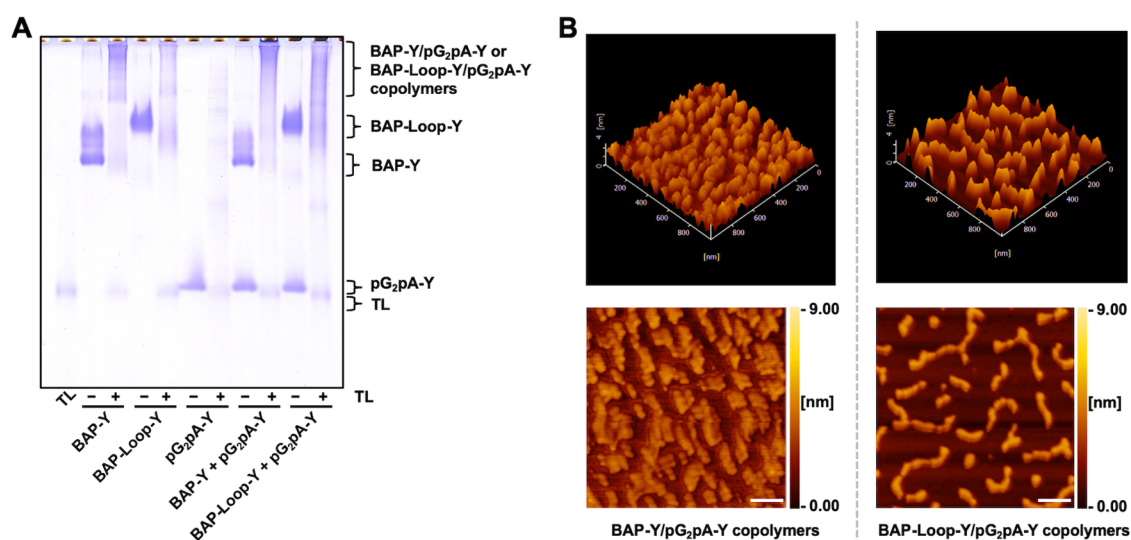 A
BAP-Y/pG₂pA-Y or
BAP-Loop-Y/pG₂pA-Y
copolymers
BAP-Loop-Y
BAP-Y
pG₂pA-Y
TL
TL
− + − + − + − + − + TL
BAP-Y
BAP-Loop-Y
pG₂pA-Y
BAP-Y + pG₂pA-Y
BAP-Loop-Y + pG₂pA-Y
B
4 [nm]
0
200
400
600
800
[nm]
800
600
400
200
0
4 [nm]
0
200
400
600
800
[nm]
800
600
400
200
0
9.00
[nm]
0.00
BAP-Y/pG₂pA-Y copolymers
9.00
[nm]
0.00
BAP-Loop-Y/pG₂pA-Y copolymers